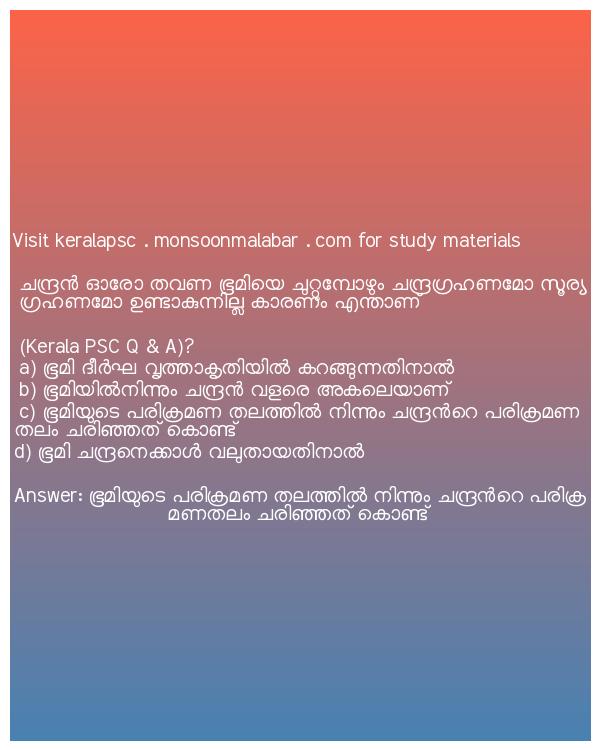 Visit keralapsc . monsoonmalabar . com for study materials
ചന്ദ്രൻ ഓരോ തവണ ഭൂമിയെ ചുറ്റുമ്പോഴും ചന്ദ്രഗ്രഹണമോ സൂര്യ
ഗ്രഹണമോ ഉണ്ടാകുന്നില്ല കാരണം എന്താണ്
(Kerala PSC Q & A)?
a) ഭൂമി ദീർഘ വൃത്താകൃതിയിൽ കറങ്ങുന്നതിനാൽ
b) ഭൂമിയിൽനിന്നും ചന്ദ്രൻ വളരെ അകലെയാണ്
c) ഭൂമിയുടെ പരിക്രമണ തലത്തിൽ നിന്നും ചന്ദ്രൻറെ പരിക്രമണ
തലം ചരിഞ്ഞത് കൊണ്ട്
d) ഭൂമി ചന്ദ്രനെക്കാൾ വലുതായതിനാൽ
Answer: ഭൂമിയുടെ പരിക്രമണ തലത്തിൽ നിന്നും ചന്ദ്രൻറെ പരിക്ര
മണതലം ചരിഞ്ഞത് കൊണ്ട്